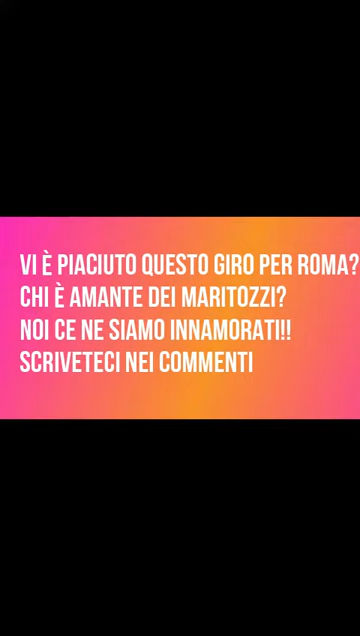 VI È PIACIUTO QUESTO GIRO PER ROMA?
CHI È AMANTE DEI MARITOZZI?
NOI CE NE SIAMO INNAMORATI!!
SCRIVETECI NEI COMMENTI